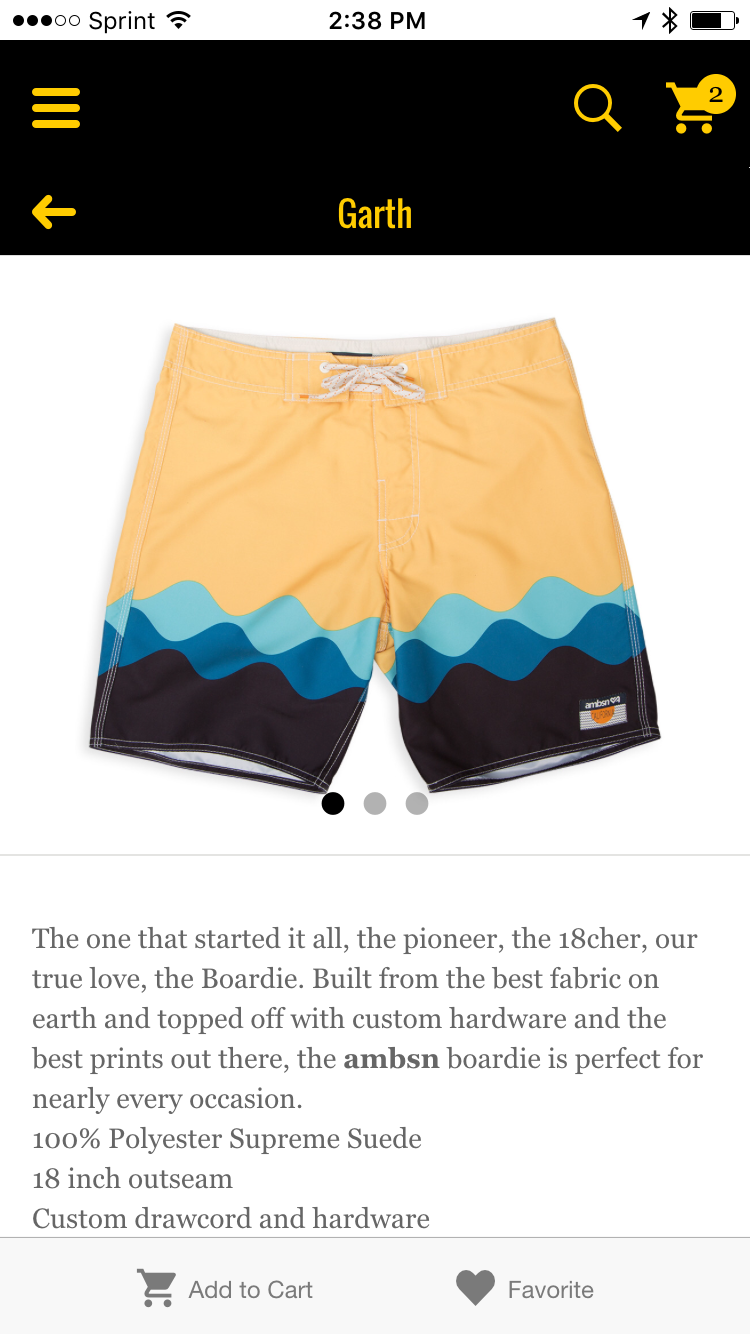 Sprint 2:38 PM
2
Garth
ambsn
CALIFORNIA
The one that started it all, the pioneer, the 18cher, our
true love, the Boardie. Built from the best fabric on
earth and topped off with custom hardware and the
best prints out there, the ambsn boardie is perfect for
nearly every occasion.
100% Polyester Supreme Suede
18 inch outseam
Custom drawcord and hardware
Add to Cart Favorite